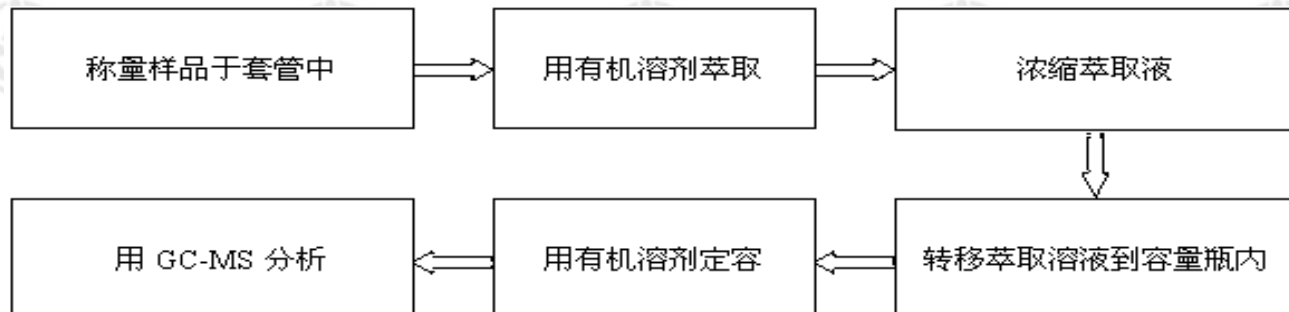 称量样品于套管中
用有机溶剂萃取
浓缩萃取液
转移萃取溶液到容量瓶内
用有机溶剂定容
用 GC-MS 分析